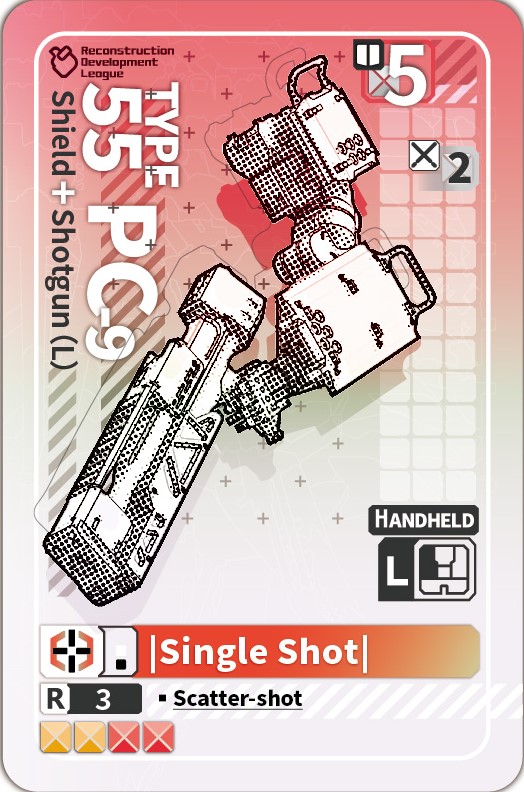 Reconstruction
Development
League
TYPE
55 PC-9
Shield + Shotgun (L)
5
2
HANDHELD
L
|Single Shot|
R 3
▪ Scatter-shot